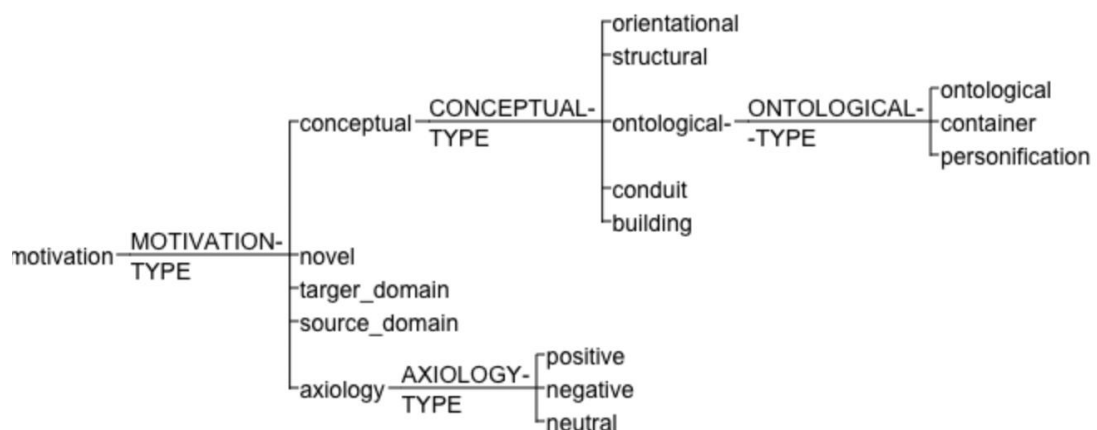 orientational
structural
ontological
conceptual CONCEPTUAL- ontological- ONTOLOGICAL- container
TYPE -TYPE
personification
conduit
building
motivation MOTIVATION- novel
TYPE
targer_domain
source_domain
positive
axiology AXIOLOGY- negative
TYPE
neutral